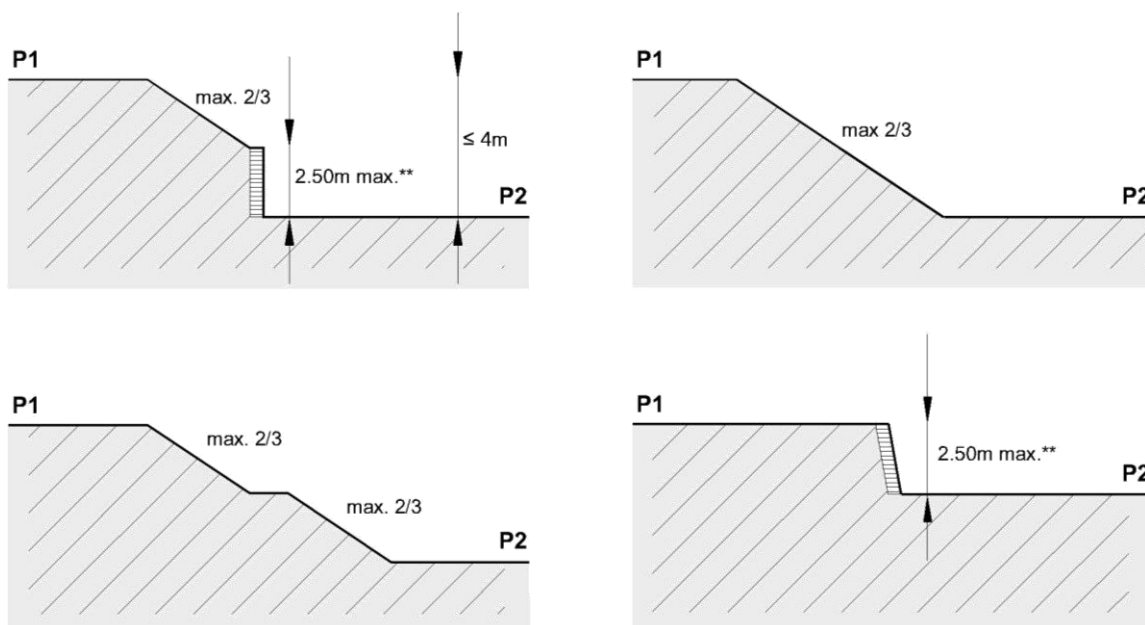 P1
max. 2/3
2.50m max.**
≤ 4m
P2
P1
max 2/3
P2
P1
max. 2/3
max. 2/3
P2
P1
2.50m max.**
P2